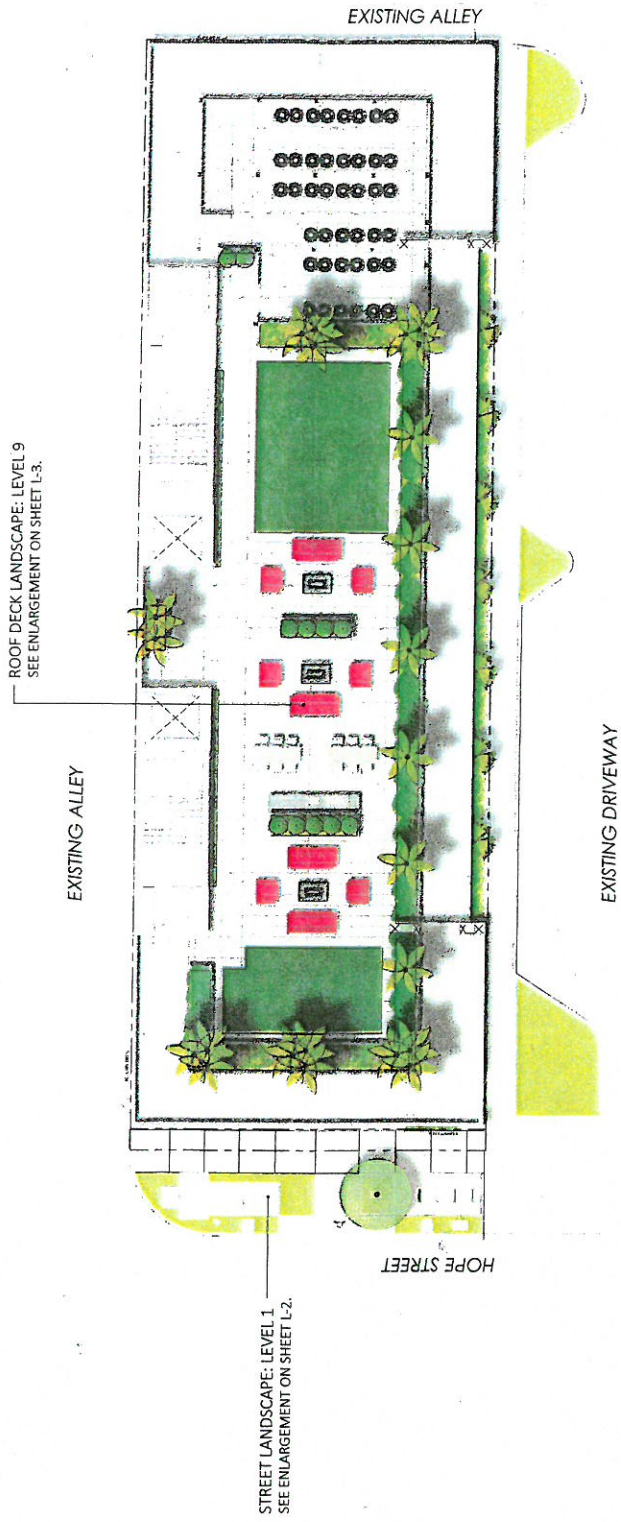 EXISTING ALLEY
ROOF DECK LANDSCAPE: LEVEL 9
SEE ENLARGEMENT ON SHEET L-3.
EXISTING ALLEY
EXISTING DRIVEWAY
HOPE STREET
STREET LANDSCAPE: LEVEL 1
SEE ENLARGEMENT ON SHEET L-2.